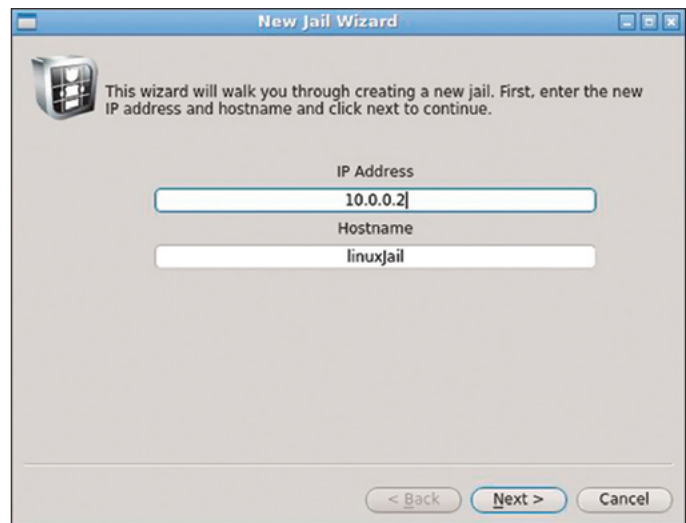 New Jail Wizard
This wizard will walk you through creating a new jail. First, enter the new
IP address and hostname and click next to continue.
IP Address
10.0.0.2
Hostname
linuxJail
< Back
Next >
Cancel